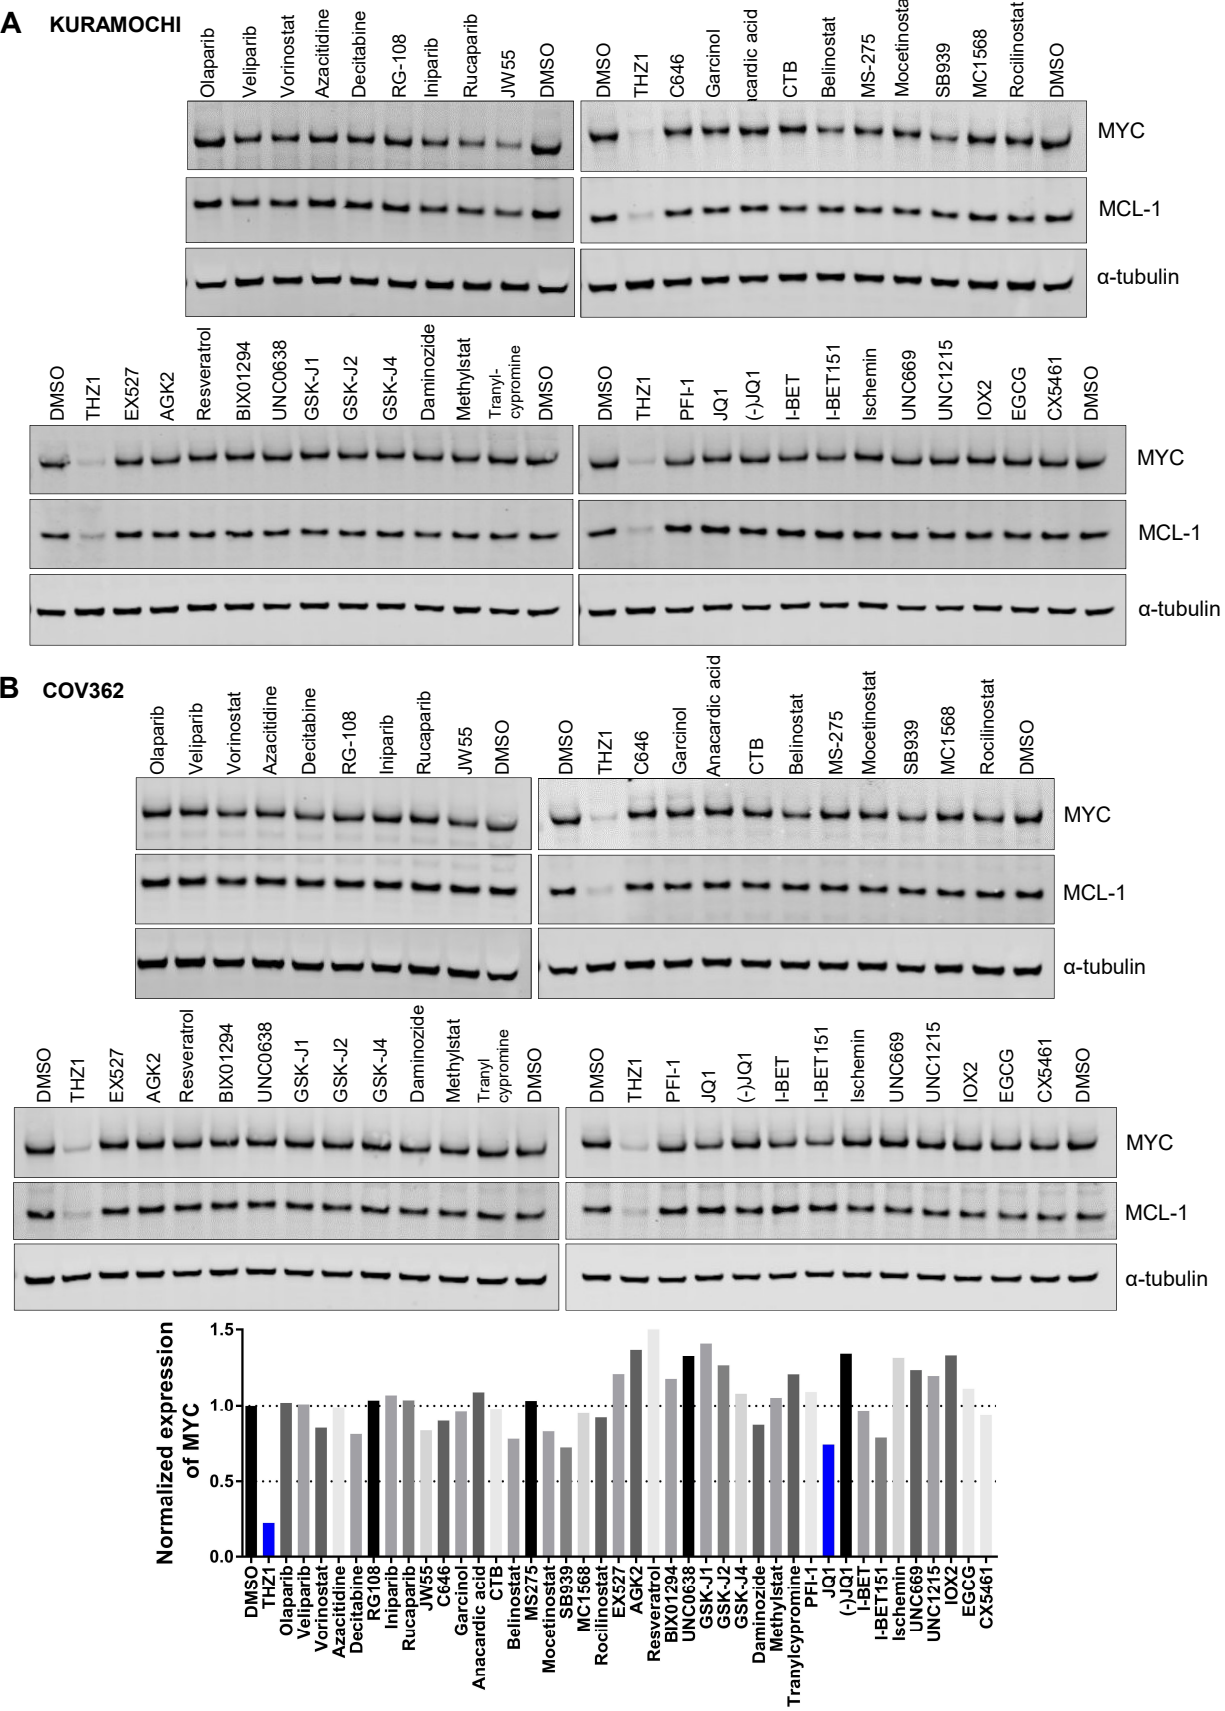 A KURAMOCHI
Olaparib Veliparib Vorinostat Azacitidine Decitabine RG-108 Iniparib Rucaparib JW55 DMSO
DMSO THZ1 C646 Garcinol acardic acid CTB Belinostat MS-275 Mocetinosta SB939 MC1568 Rocilinostat DMSO
MYC
MCL-1
α-tubulin
DMSO THZ1 EX527 AGK2 Resveratrol BIX01294 UNC0638 GSK-J1 GSK-J2 GSK-J4 Daminozide Methylstat Tranyl-
cypromine DMSO
DMSO THZ1 PFI-1 JQ1 (-)JQ1 I-BET I-BET151 Ischemin UNC669 UNC1215 IOX2 EGCG CX5461 DMSO
MYC
MCL-1
α-tubulin
B COV362
Olaparib Veliparib Vorinostat Azacitidine Decitabine RG-108 Iniparib Rucaparib JW55 DMSO
DMSO THZ1 C646 Garcinol Anacardic acid CTB Belinostat MS-275 Mocetinostat SB939 MC1568 Rocilinostat DMSO
MYC
MCL-1
α-tubulin
DMSO THZ1 EX527 AGK2 Resveratrol BIX01294 UNC0638 GSK-J1 GSK-J2 GSK-J4 Daminozide Methylstat Tranyl
cypromine DMSO
DMSO THZ1 PFI-1 JQ1 (-)JQ1 I-BET I-BET151 Ischemin UNC669 UNC1215 IOX2 EGCG CX5461 DMSO
MYC
MCL-1
α-tubulin
Normalized expression
of MYC
1.5
1.0
0.5
0.0
DMSO THZ1 Olaparib Veliparib Vorinostat Azacitidine Decitabine RG108 Iniparib Rucaparib JW55 C646 Garcinol Anacardic acid CTB Belinostat MS275 Mocetinostat SB939 MC1568 Rocilinostat EX527 AGK2 Resveratrol BIX01294 UNC0638 GSK-J1 GSK-J2 GSK-J4 Daminozide Methylstat Tranylcypromine PFI-1 JQ1 (-)JQ1 I-BET I-BET151 Ischemin UNC669 UNC1215 IOX2 EGCG CX5461